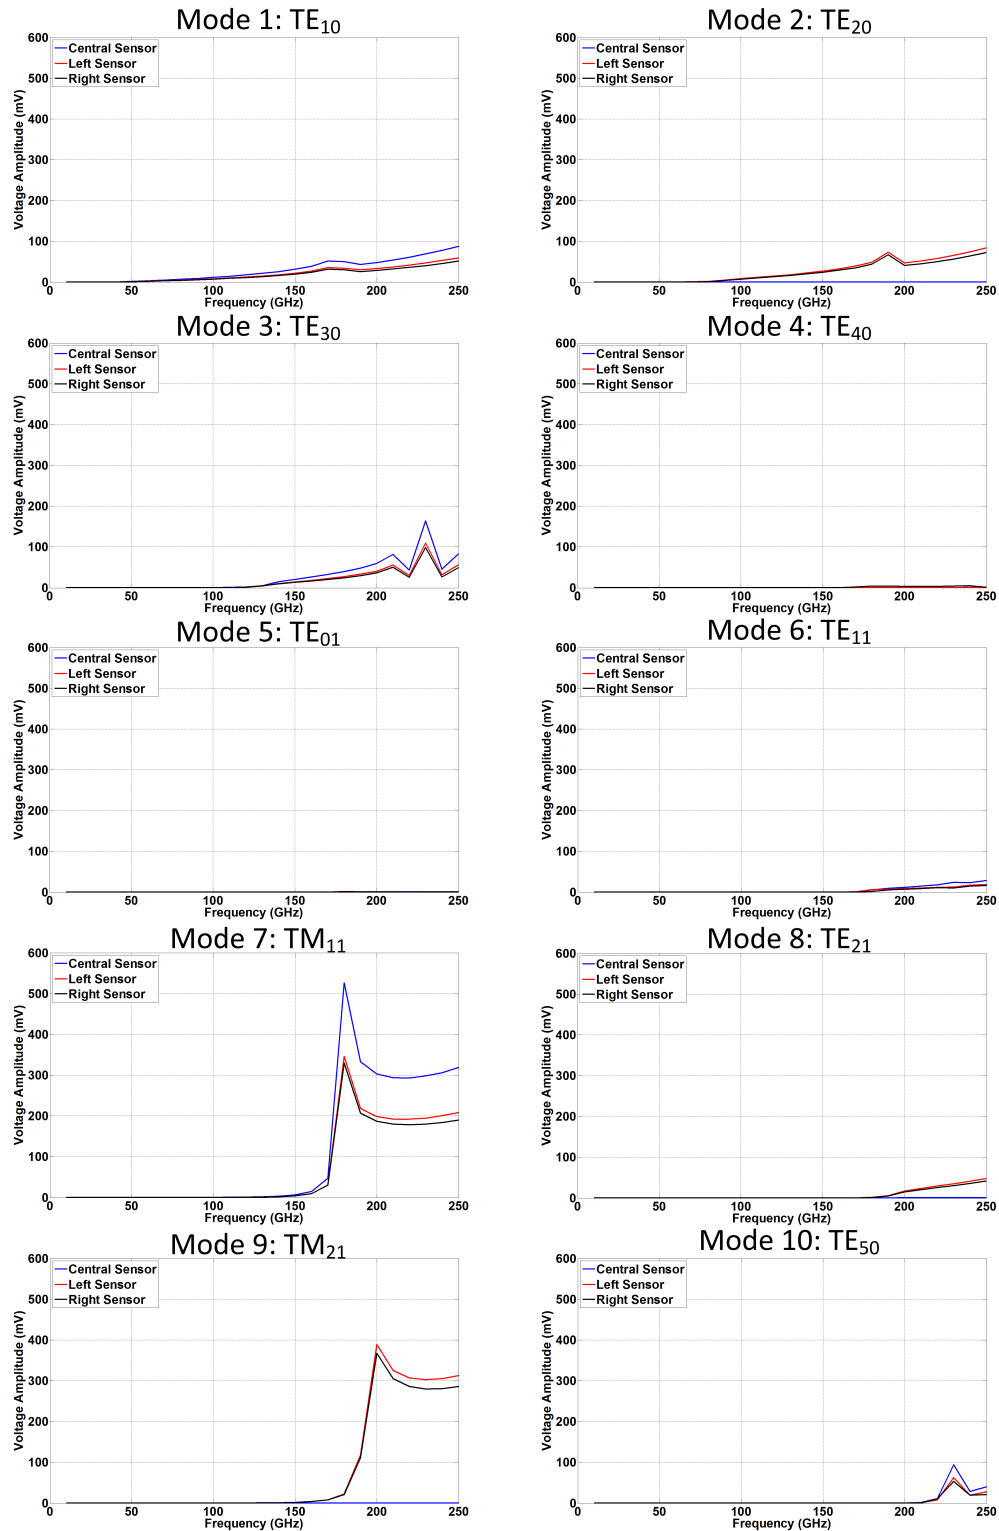 Mode 1: TE10
Mode 2: TE20
600
500
400
300
200
100
0
Voltage Amplitude (mV)
Central Sensor
Left Sensor
Right Sensor
0 50 100 150 200 250
Frequency (GHz)
600
500
400
300
200
100
0
Voltage Amplitude (mV)
Central Sensor
Left Sensor
Right Sensor
0 50 100 150 200 250
Frequency (GHz)
Mode 3: TE30
Mode 4: TE40
600
500
400
300
200
100
0
Voltage Amplitude (mV)
Central Sensor
Left Sensor
Right Sensor
0 50 100 150 200 250
Frequency (GHz)
600
500
400
300
200
100
0
Voltage Amplitude (mV)
Central Sensor
Left Sensor
Right Sensor
0 50 100 150 200 250
Frequency (GHz)
Mode 5: TE01
Mode 6: TE11
600
500
400
300
200
100
0
Voltage Amplitude (mV)
Central Sensor
Left Sensor
Right Sensor
0 50 100 150 200 250
Frequency (GHz)
600
500
400
300
200
100
0
Voltage Amplitude (mV)
Central Sensor
Left Sensor
Right Sensor
0 50 100 150 200 250
Frequency (GHz)
Mode 7: TM11
Mode 8: TE21
600
500
400
300
200
100
0
Voltage Amplitude (mV)
Central Sensor
Left Sensor
Right Sensor
0 50 100 150 200 250
Frequency (GHz)
600
500
400
300
200
100
0
Voltage Amplitude (mV)
Central Sensor
Left Sensor
Right Sensor
0 50 100 150 200 250
Frequency (GHz)
Mode 9: TM21
Mode 10: TE50
600
500
400
300
200
100
0
Voltage Amplitude (mV)
Central Sensor
Left Sensor
Right Sensor
0 50 100 150 200 250
Frequency (GHz)
600
500
400
300
200
100
0
Voltage Amplitude (mV)
Central Sensor
Left Sensor
Right Sensor
0 50 100 150 200 250
Frequency (GHz)